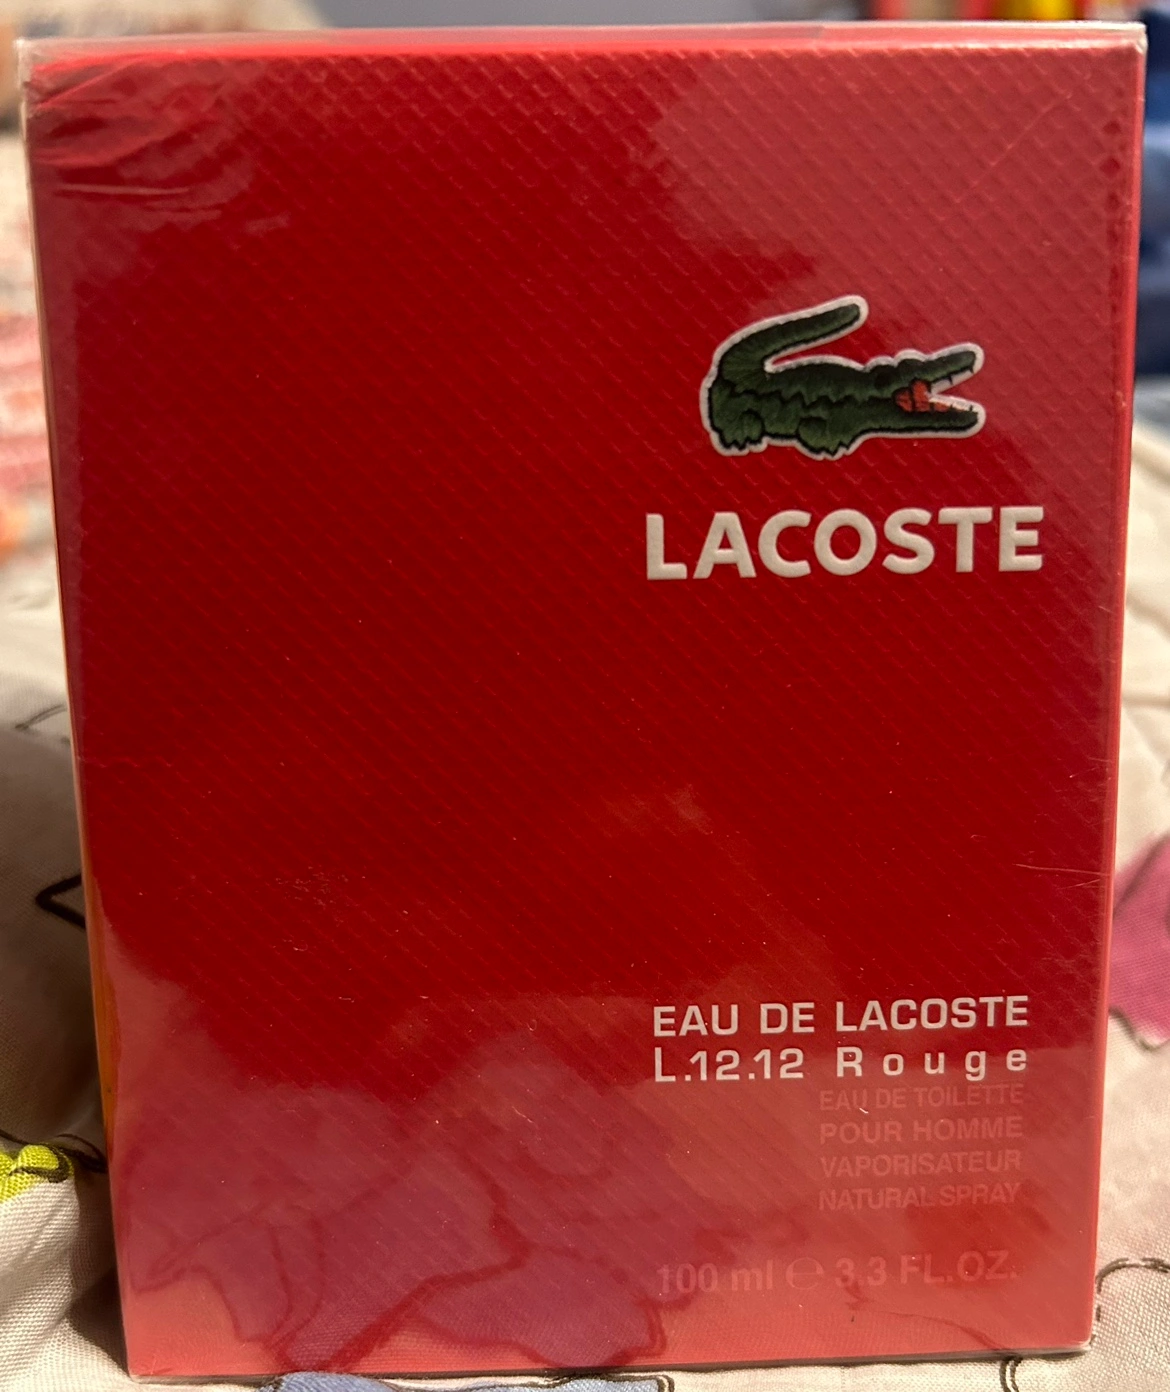 LACOSTE
EAU DE LACOSTE
L.12.12 Rouge
EAU DE TOILETTE
POUR HOMME
VAPORISATEUR
NATURAL SPRAY
100 ml ℮ 3.3 FL.OZ.